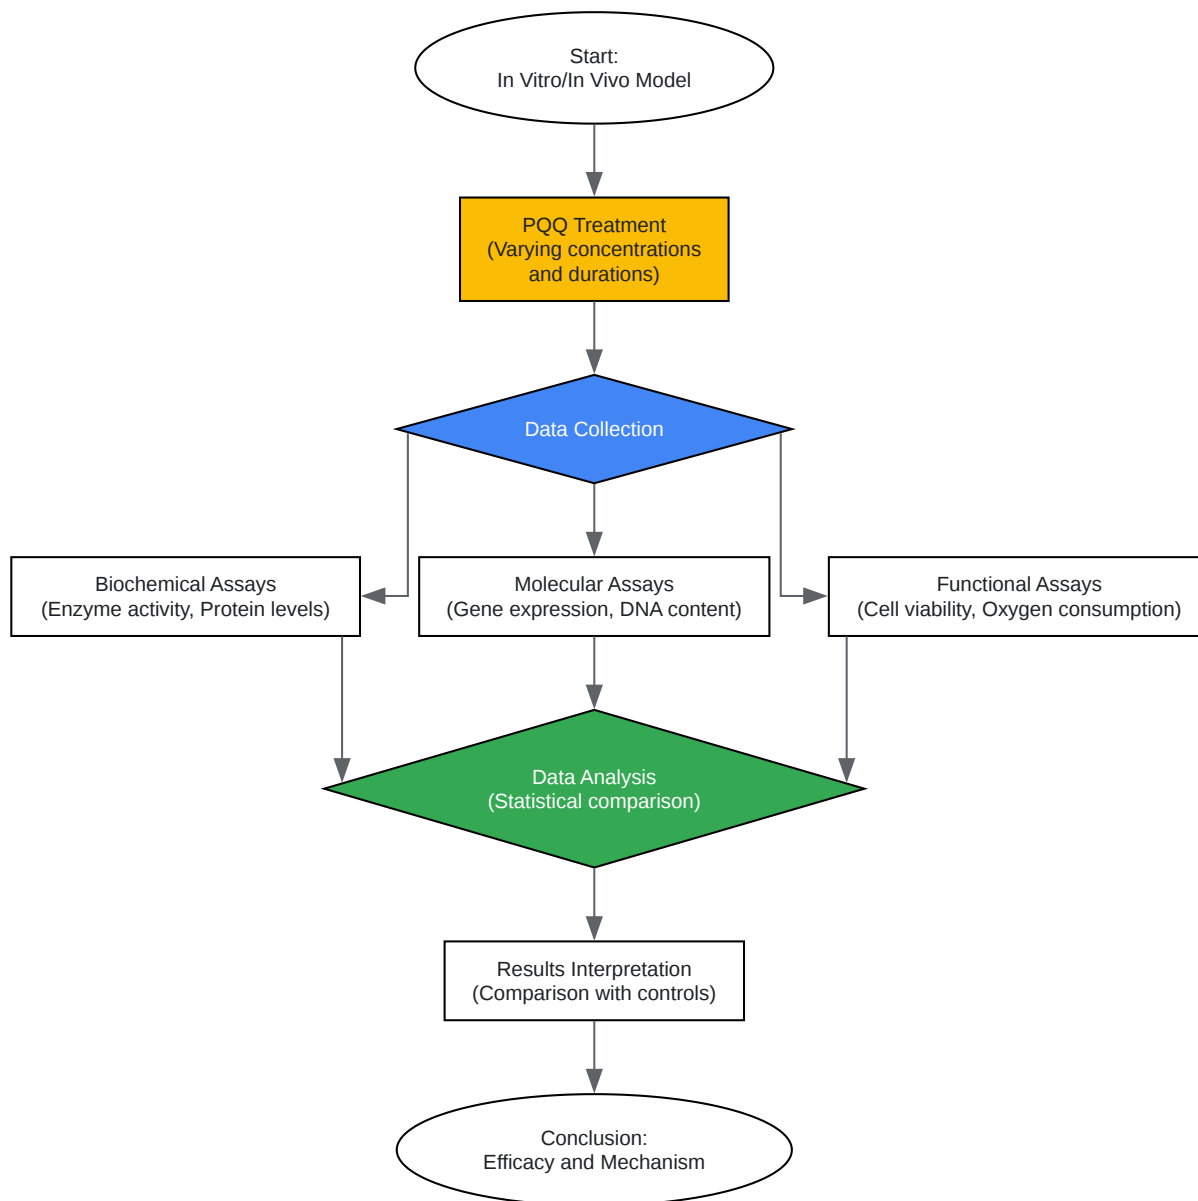 Start:
In Vitro/In Vivo Model
PQQ Treatment
(Varying concentrations
and durations)
Data Collection
Biochemical Assays
(Enzyme activity, Protein levels)
Molecular Assays
(Gene expression, DNA content)
Functional Assays
(Cell viability, Oxygen consumption)
Data Analysis
(Statistical comparison)
Results Interpretation
(Comparison with controls)
Conclusion:
Efficacy and Mechanism